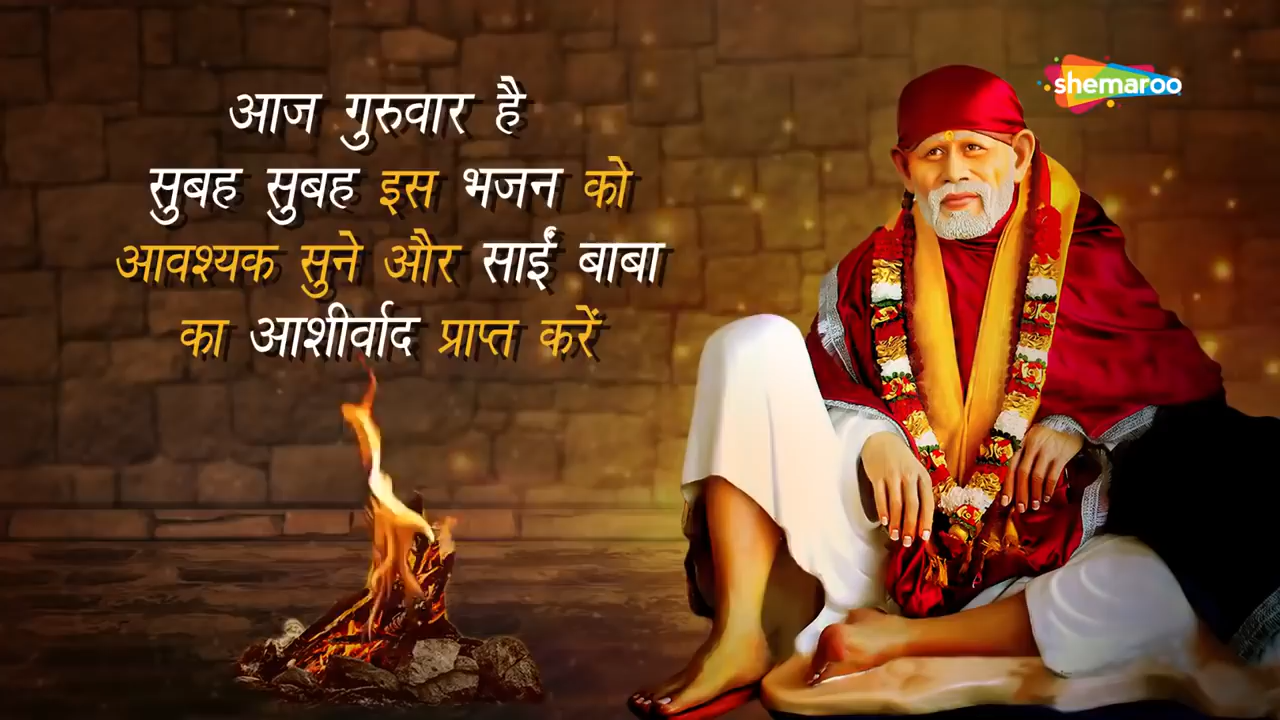 आज गुरुवार है
सुबह सुबह इस भजन को
आवश्यक सुने और साईं बाबा
का आशीर्वाद प्राप्त करें
shemaroo